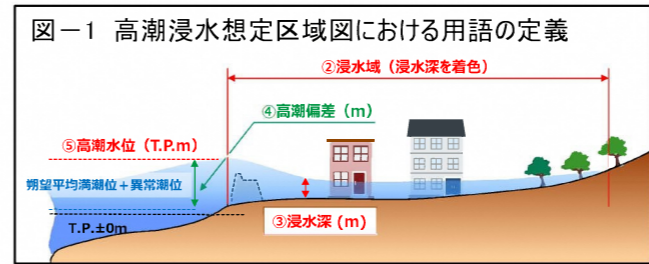 図－1 高潮浸水想定区域図における用語の定義
②浸水域（浸水深を着色）
④高潮偏差（m）
⑤高潮水位（T.P.m）
朔望平均満潮位＋異常潮位
③浸水深（m）
T.P.±0m